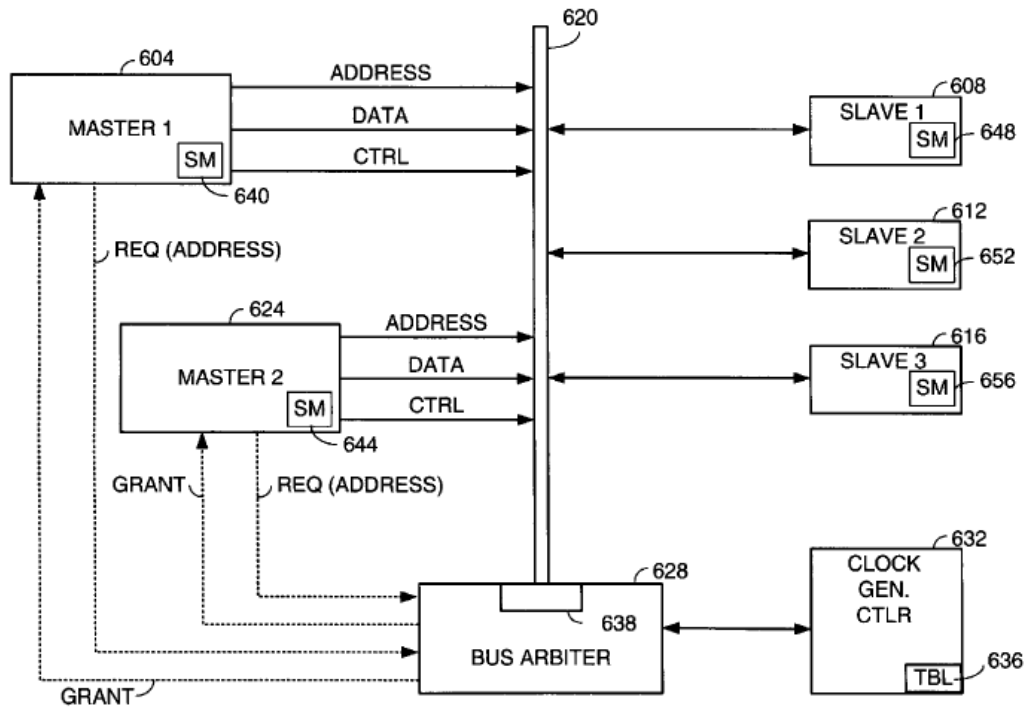 620
604
ADDRESS
608
MASTER 1
DATA
SLAVE 1
SM
648
SM
CTRL
640
612
SLAVE 2
REQ (ADDRESS)
SM
652
624
ADDRESS
616
SLAVE 3
MASTER 2
DATA
SM
656
SM
CTRL
644
GRANT
REQ (ADDRESS)
632
CLOCK
GEN.
CTLR
628
638
BUS ARBITER
TBL
636
GRANT